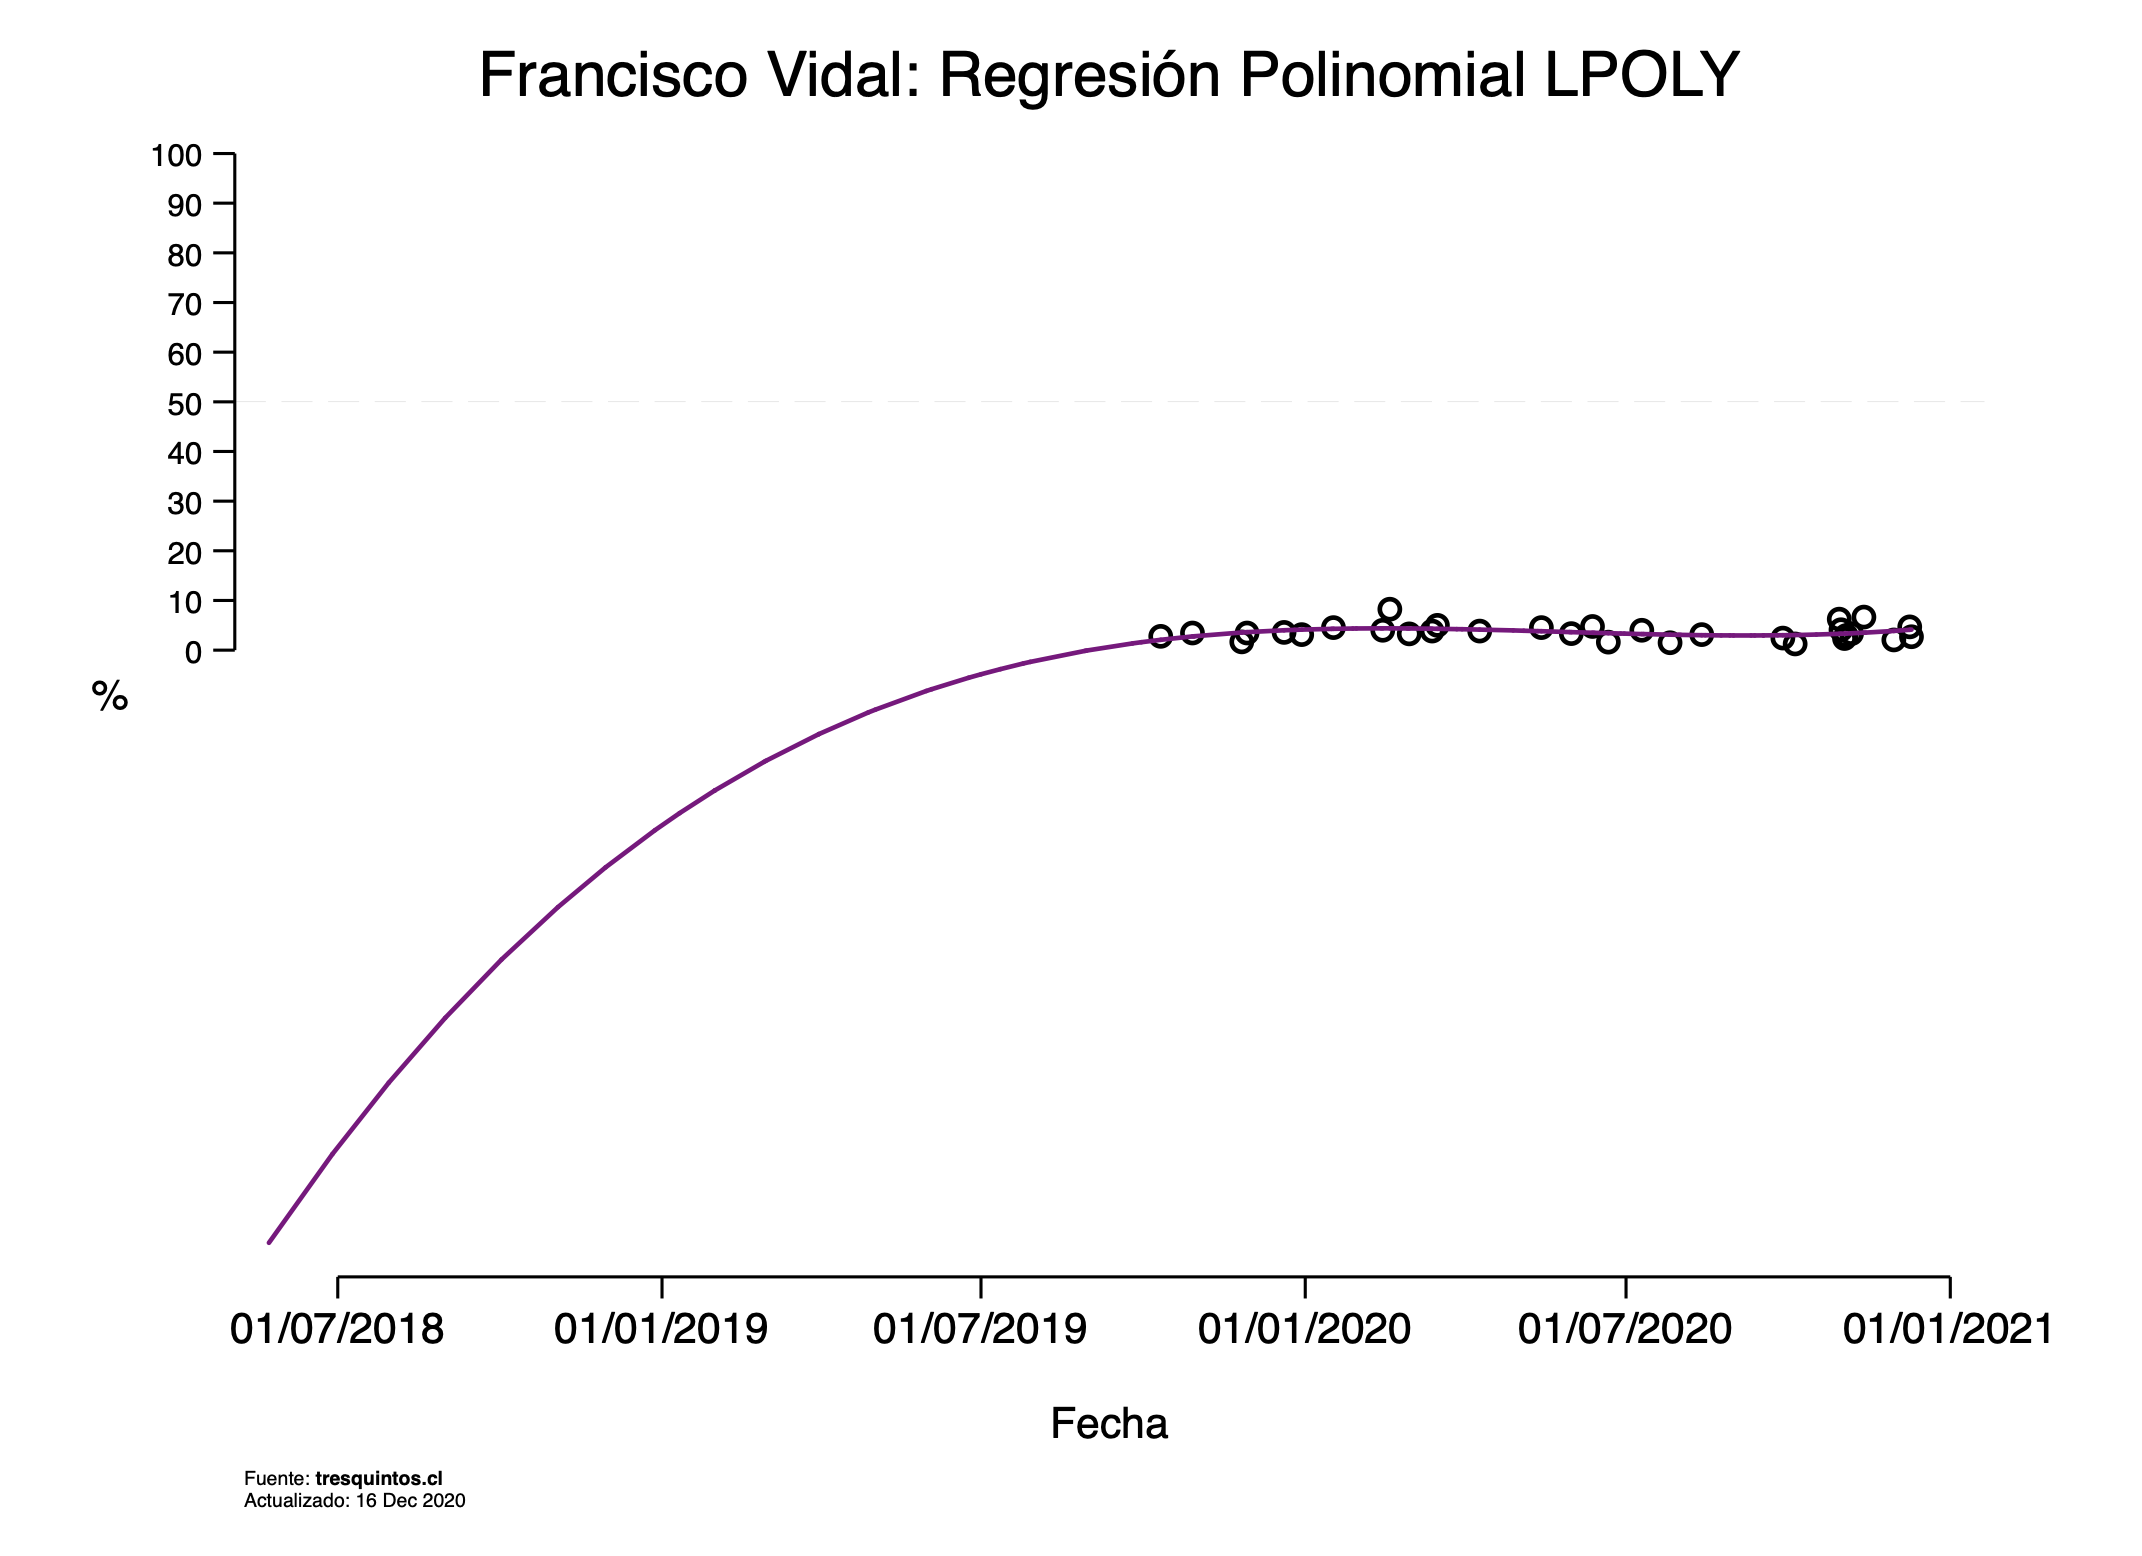 Francisco Vidal: Regresión Polinomial LPOLY
100
90
80
70
60
50
40
30
20
10
0
%
01/07/2018 01/01/2019 01/07/2019 01/01/2020 01/07/2020 01/01/2021
Fecha
Fuente: tresquintos.cl
Actualizado: 16 Dec 2020